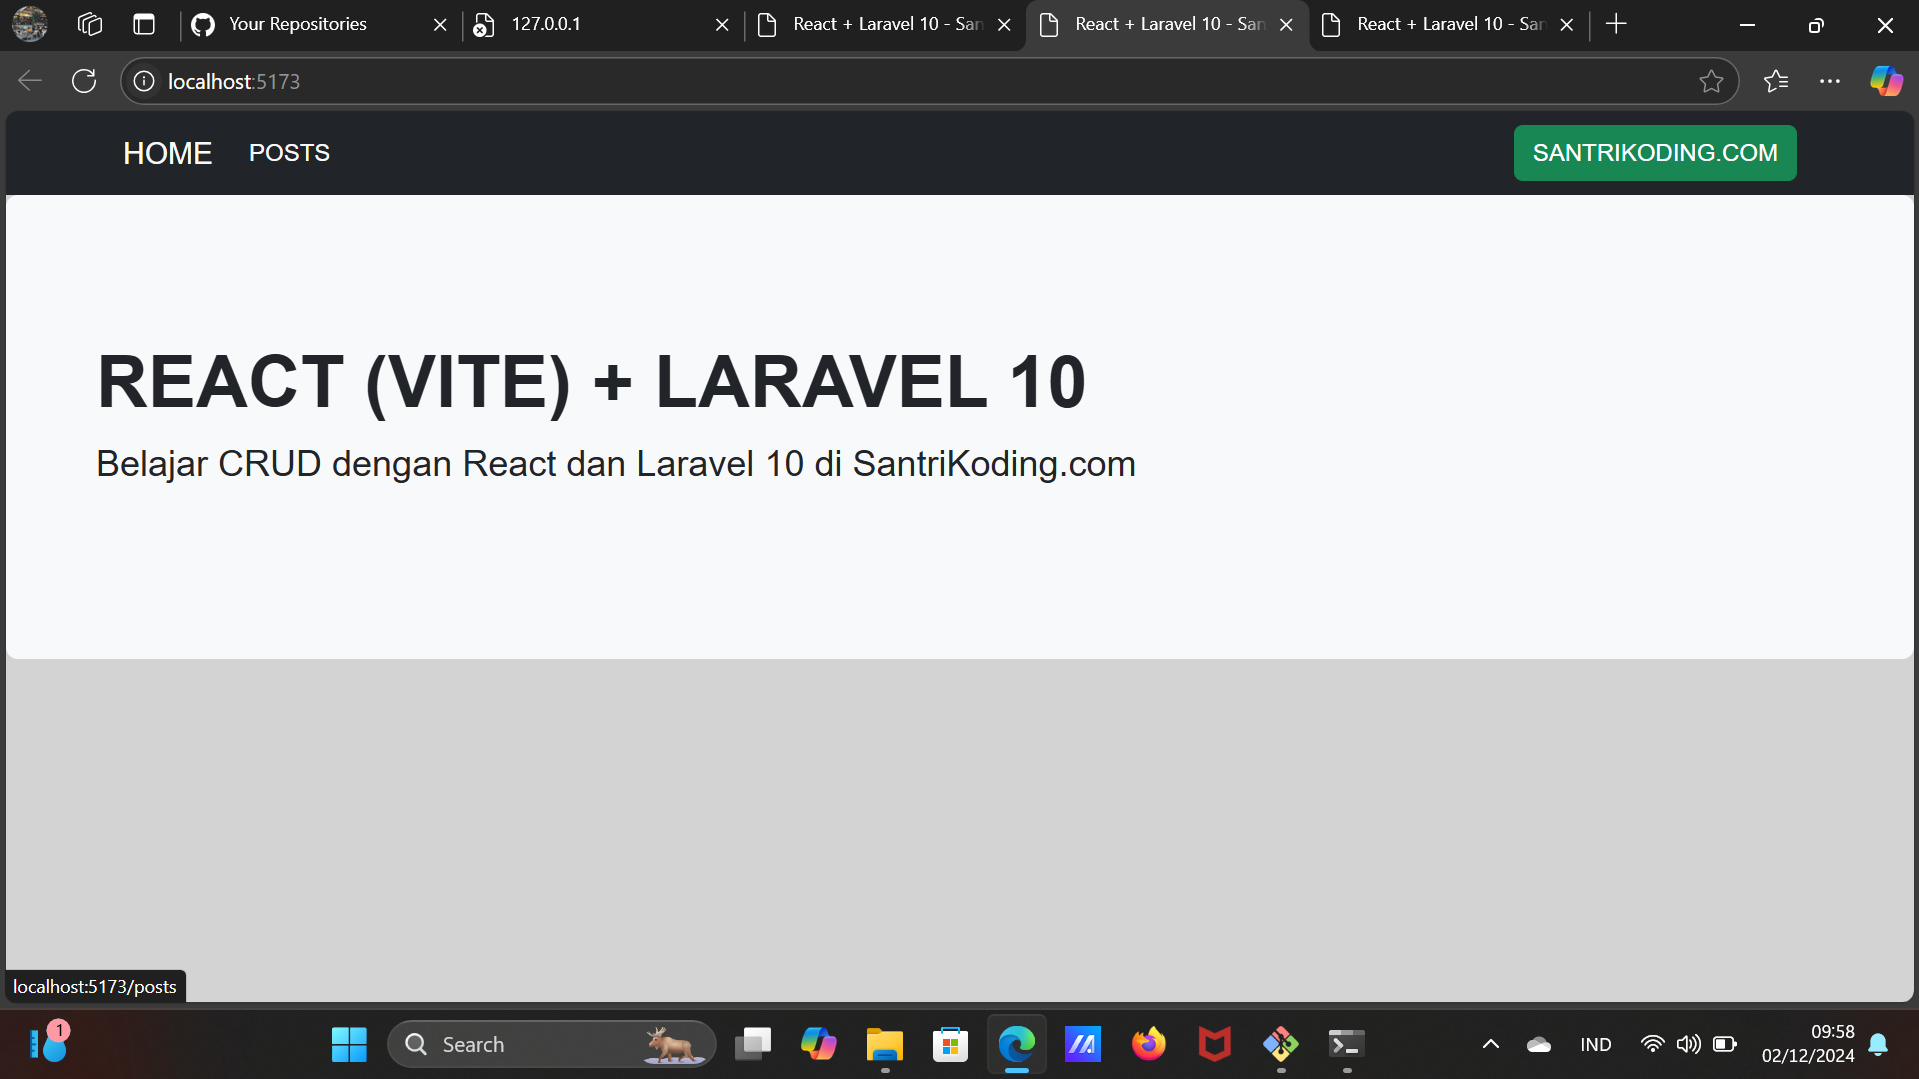 Your Repositories
127.0.0.1
React + Laravel 10 - San
React + Laravel 10 - San
React + Laravel 10 - San
localhost:5173
HOME POSTS SANTRIKODING.COM
REACT (VITE) + LARAVEL 10
Belajar CRUD dengan React dan Laravel 10 di SantriKoding.com
localhost:5173/posts
1
Search
IND
09:58
02/12/2024